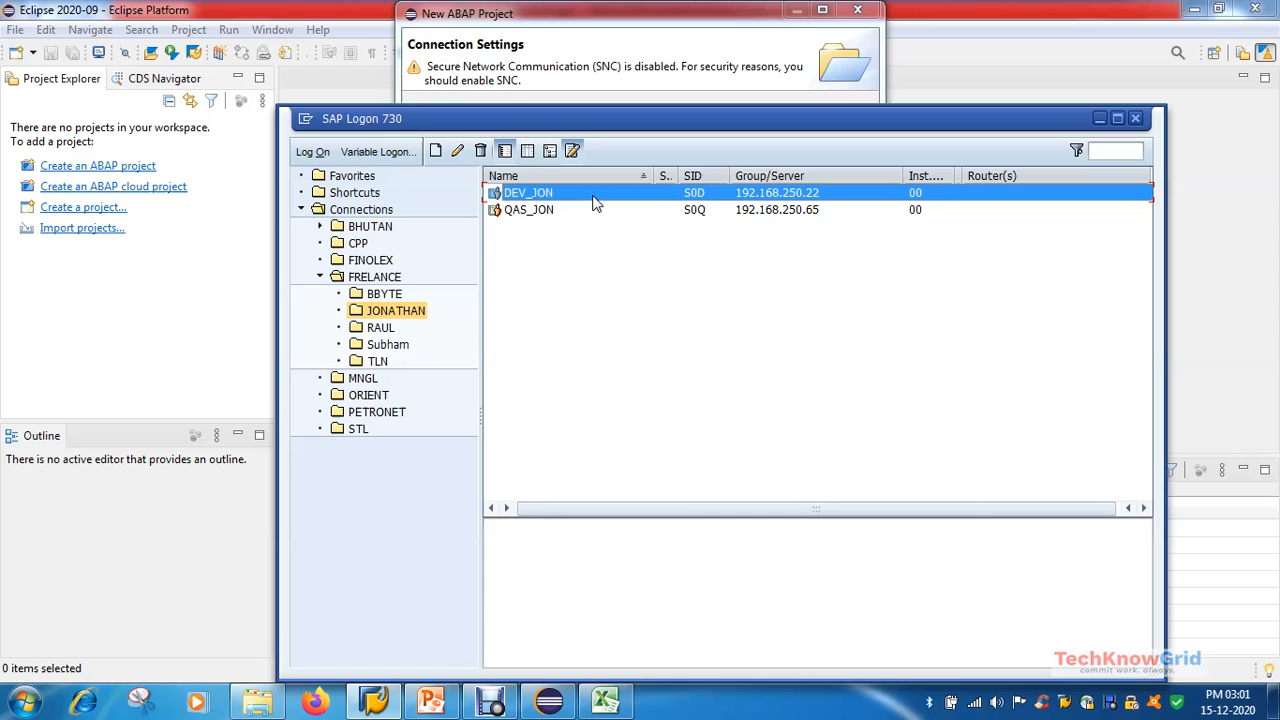 Eclipse 2020-09 - Eclipse Platform
File Edit Navigate Search Project Run Window Help
Project Explorer
CDS Navigator
There are no projects in your workspace.
To add a project:
Create an ABAP project
Create an ABAP cloud project
Create a project...
Import projects...
Outline
There is no active editor that provides an outline.
0 items selected
New ABAP Project
Connection Settings
Secure Network Communication (SNC) is disabled. For security reasons, you
should enable SNC.
SAP Logon 730
Log On Variable Logon...
Favorites
Shortcuts
Connections
BHUTAN
CPP
FINOLEX
FRELANCE
BBYTE
JONATHAN
RAUL
Subham
TLN
MNGL
ORIENT
PETRONET
STL
Name S.. SID Group/Server Inst.... Router(s)
DEV_JON S0D 192.168.250.22 00
QAS_JON S0Q 192.168.250.65 00
TechKnowGrid
commit work. always.
PM 03:01
15-12-2020